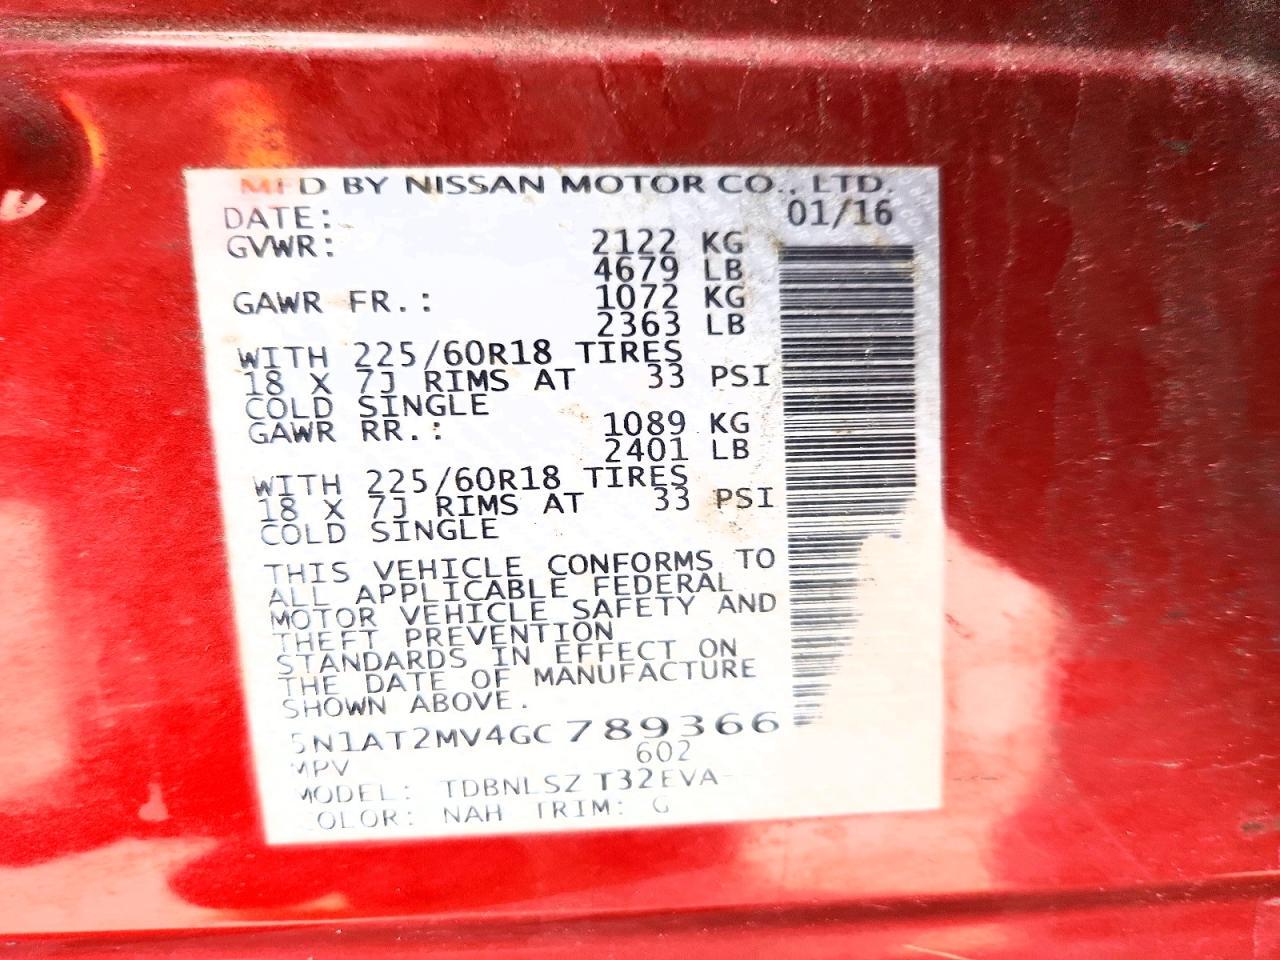 MFD BY NISSAN MOTOR CO., LTD.
DATE: 01/16
GVWR: 2122 KG
4679 LB
GAWR FR.: 1072 KG
2363 LB
WITH 225/60R18 TIRES
18 X 7J RIMS AT 33 PSI
COLD SINGLE
GAWR RR.: 1089 KG
2401 LB
WITH 225/60R18 TIRES
18 X 7J RIMS AT 33 PSI
COLD SINGLE
THIS VEHICLE CONFORMS TO
ALL APPLICABLE FEDERAL
MOTOR VEHICLE SAFETY AND
THEFT PREVENTION
STANDARDS IN EFFECT ON
THE DATE OF MANUFACTURE
SHOWN ABOVE.
5N1AT2MV4GC789366
602
MPV
MODEL: TDBNLSZ T32EVA-
COLOR: NAH TRIM: G